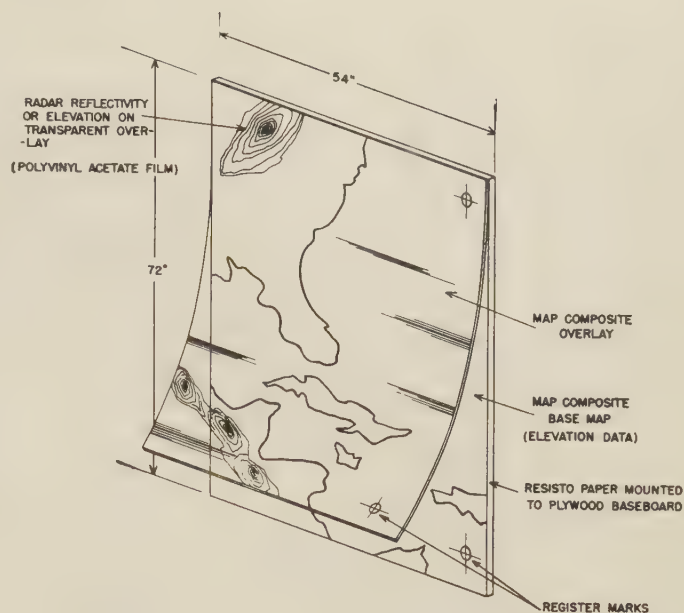 54"
RADAR REFLECTIVITY
OR ELEVATION ON
TRANSPARENT OVER-
-LAY
(POLYVINYL ACETATE FILM)
72"
MAP COMPOSITE
OVERLAY
MAP COMPOSITE
BASE MAP
(ELEVATION DATA)
RESISTO PAPER MOUNTED
TO PLYWOOD BASEBOARD
REGISTER MARKS